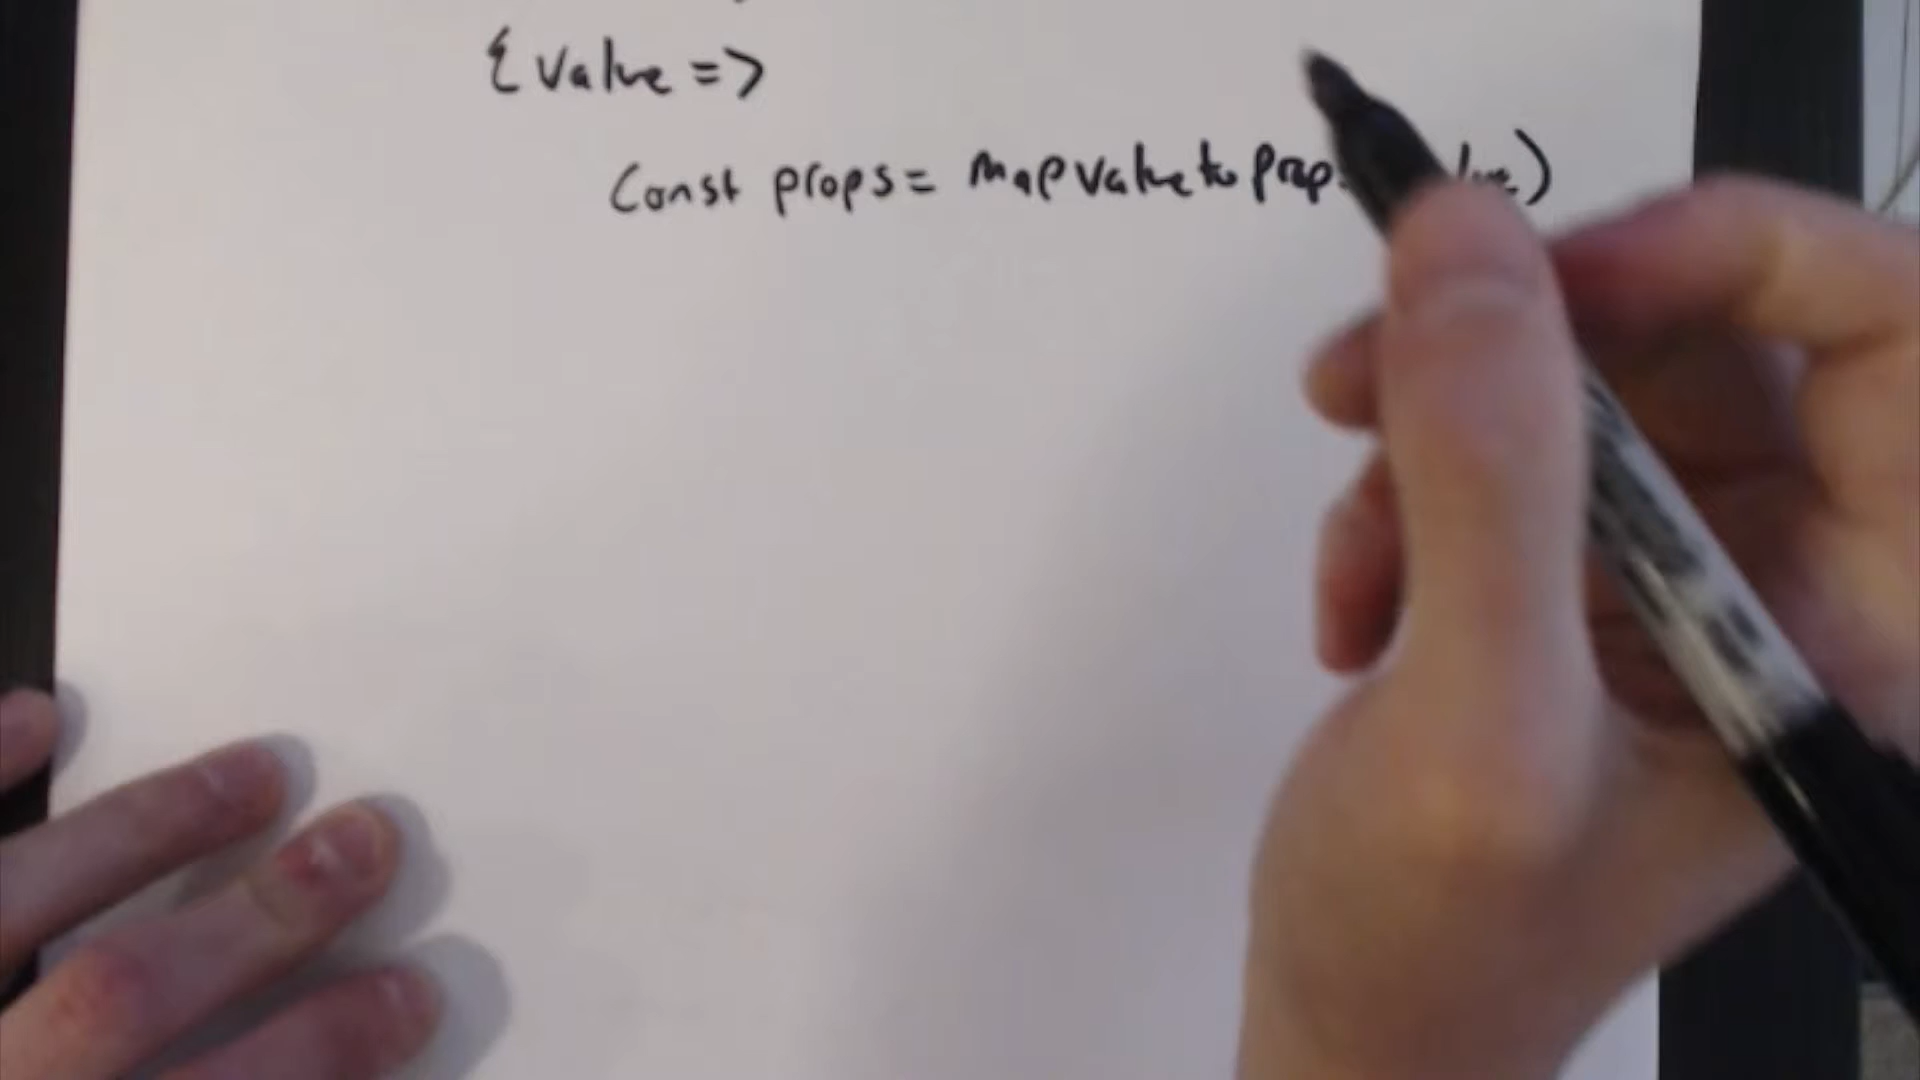 { value =>
const props = mapValuetoprop